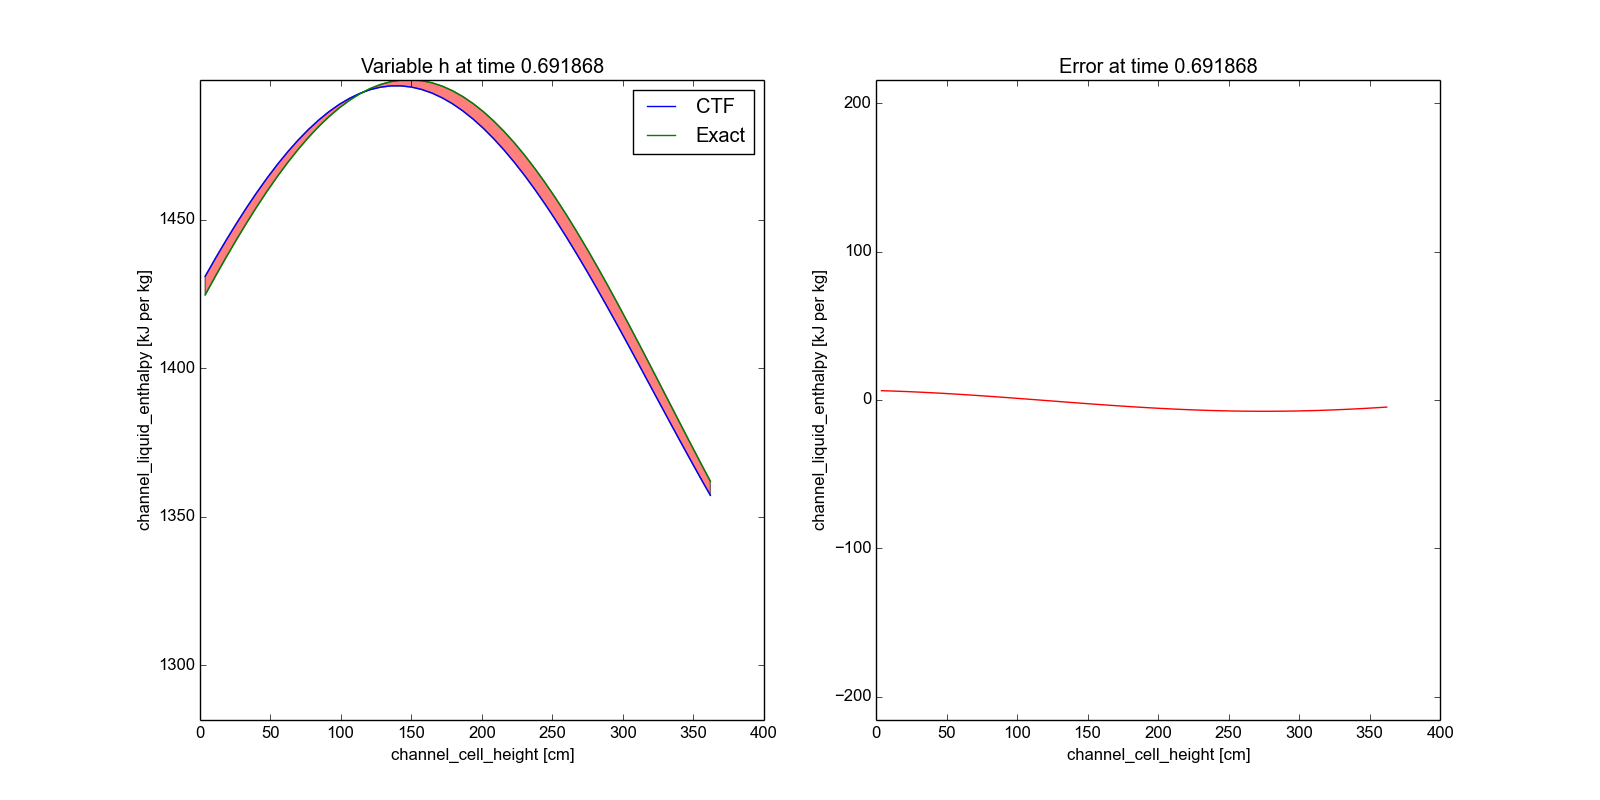 Variable h at time 0.691868
CTF
Exact
1450
1400
1350
1300
channel_liquid_enthalpy [kJ per kg]
0 50 100 150 200 250 300 350 400
channel_cell_height [cm]
Error at time 0.691868
200
100
0
−100
−200
channel_liquid_enthalpy [kJ per kg]
0 50 100 150 200 250 300 350 400
channel_cell_height [cm]